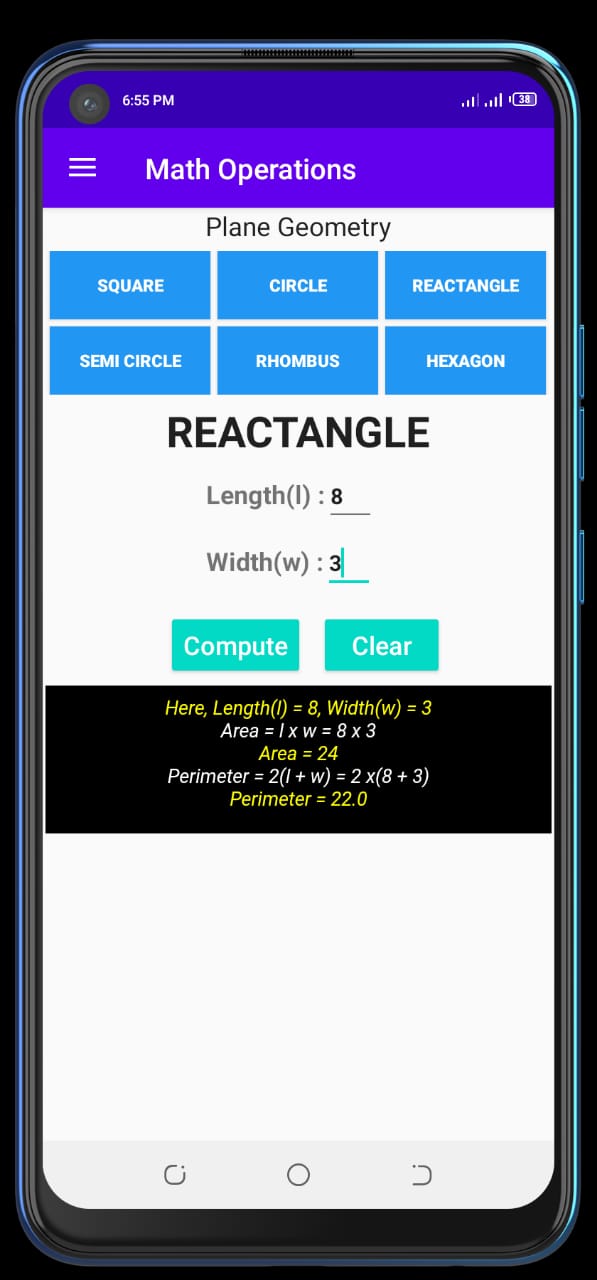 6:55 PM 38
Math Operations
Plane Geometry
SQUARE CIRCLE REACTANGLE
SEMI CIRCLE RHOMBUS HEXAGON
REACTANGLE
Length(l) : 8
Width(w) : 3
Compute Clear
Here, Length(l) = 8, Width(w) = 3
Area = l x w = 8 x 3
Area = 24
Perimeter = 2(l + w) = 2 x(8 + 3)
Perimeter = 22.0